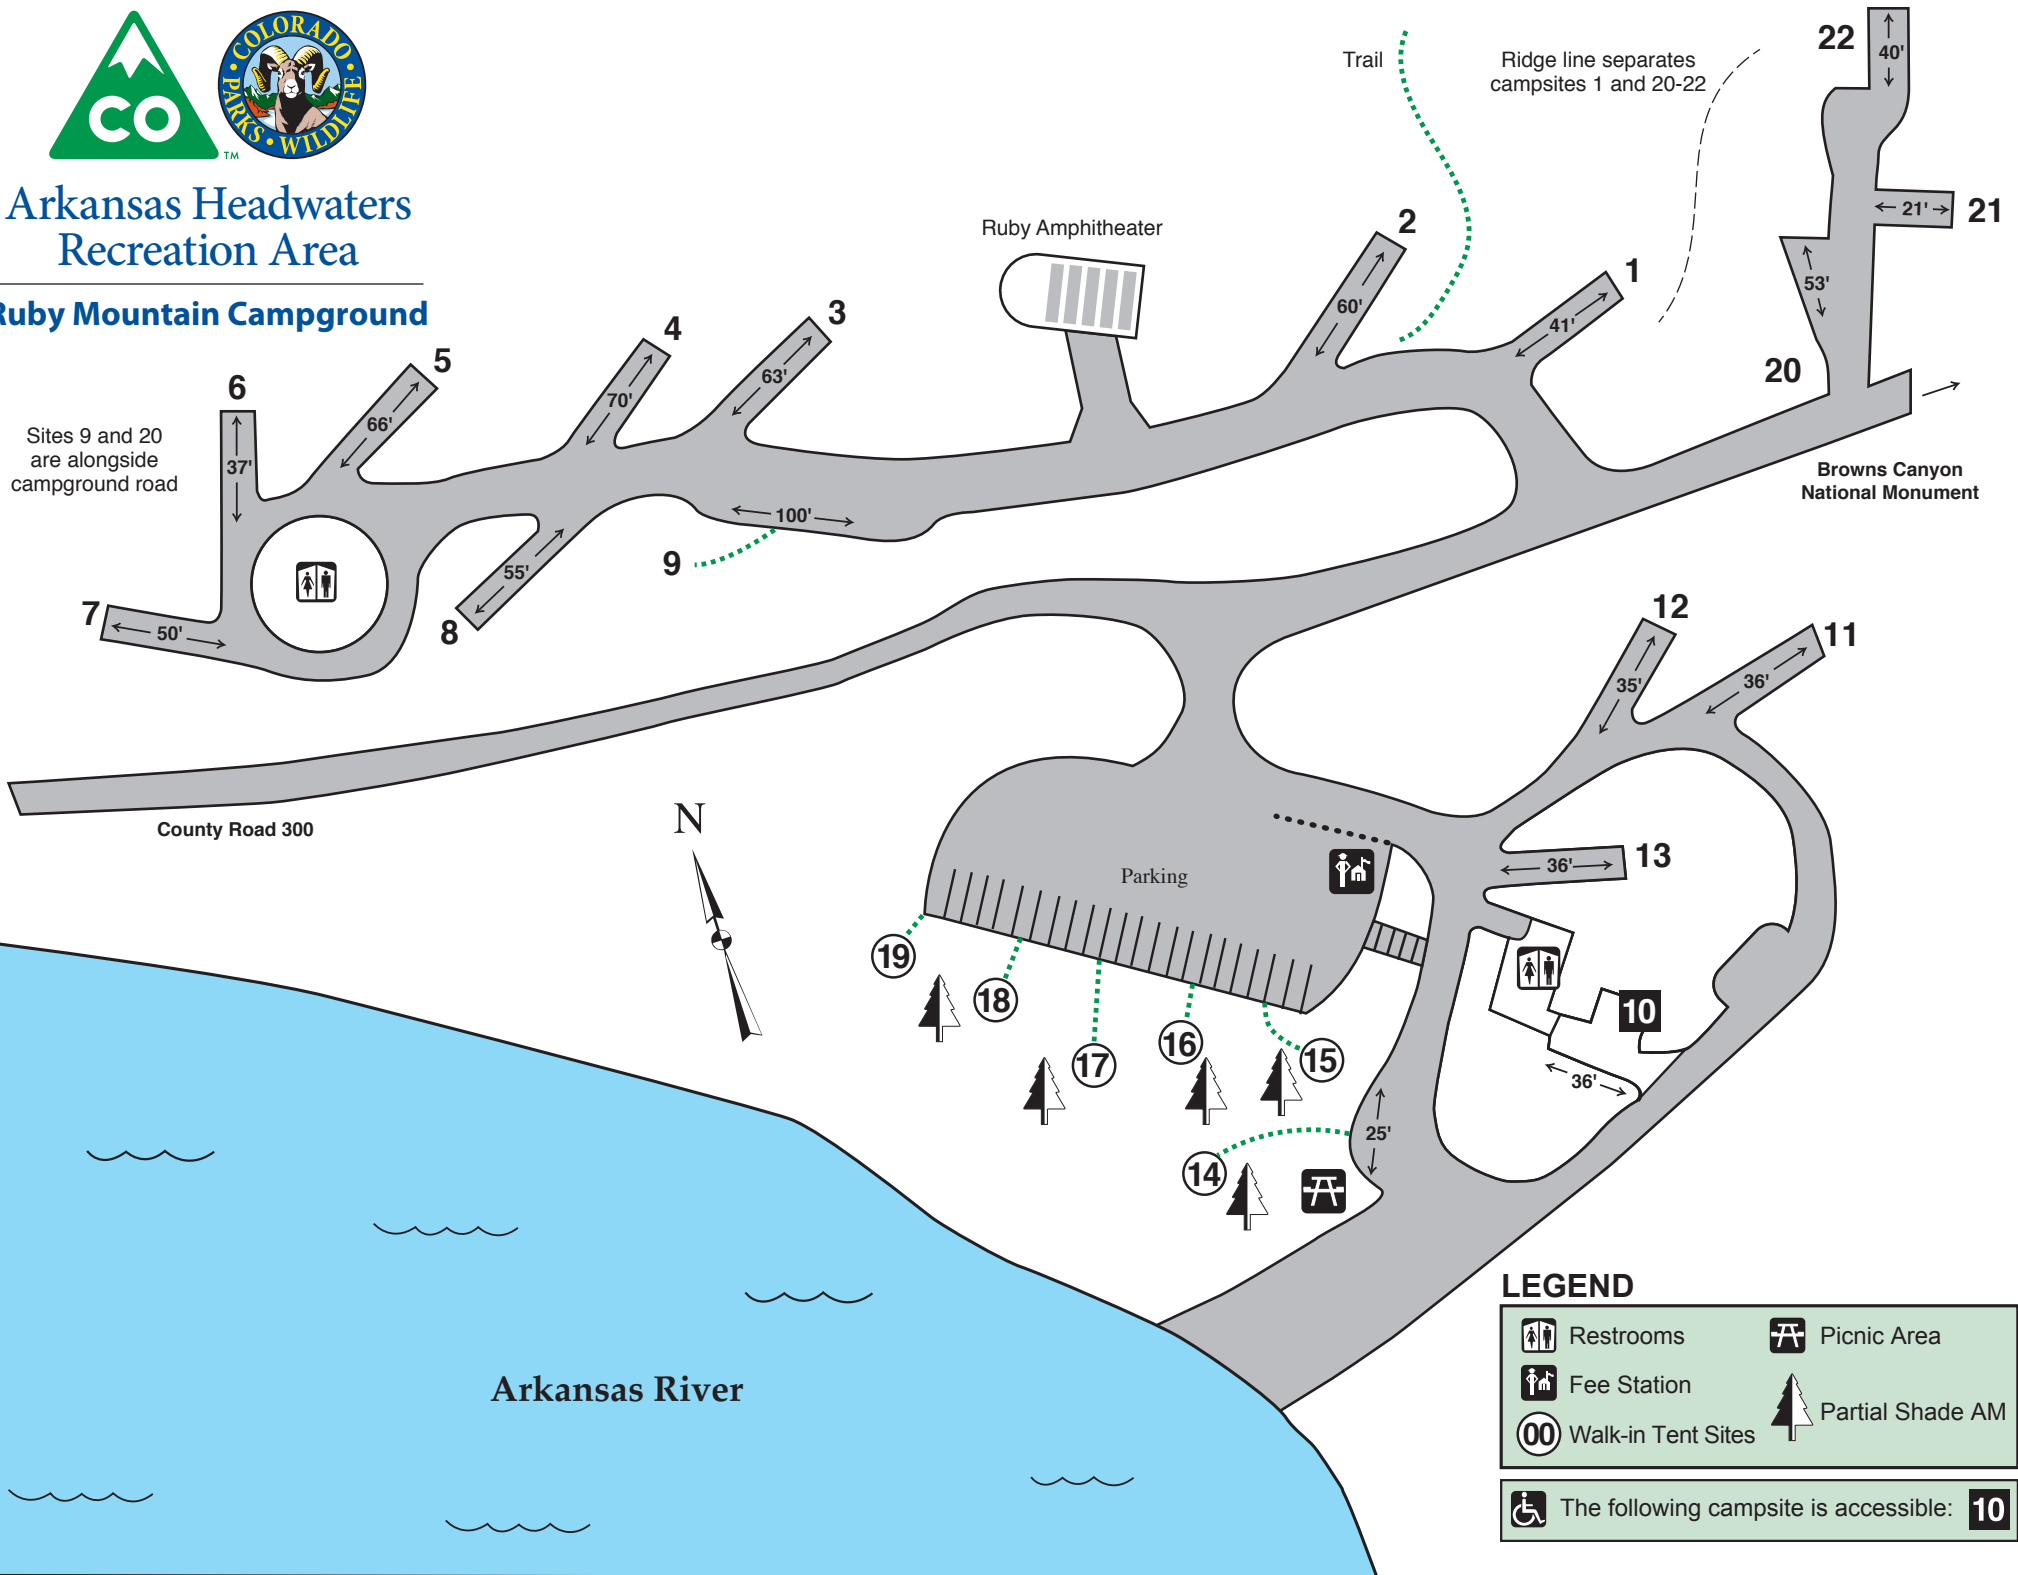 COLORADO
PARKS • WILDLIFE
CO
TM
Arkansas Headwaters
Recreation Area
Ruby Mountain Campground
Sites 9 and 20
are alongside
campground road
Trail
Ridge line separates
campsites 1 and 20-22
Ruby Amphitheater
22
40'
21'
21
53'
20
Browns Canyon
National Monument
2
60'
1
41'
3
63'
4
70'
5
66'
6
37'
7
50'
8
55'
9
100'
County Road 300
N
12
35'
11
36'
13
36'
Parking
10
36'
19
18
17
16
15
14
25'
Arkansas River
LEGEND
Restrooms
Picnic Area
Fee Station
Partial Shade AM
00 Walk-in Tent Sites
The following campsite is accessible: 10